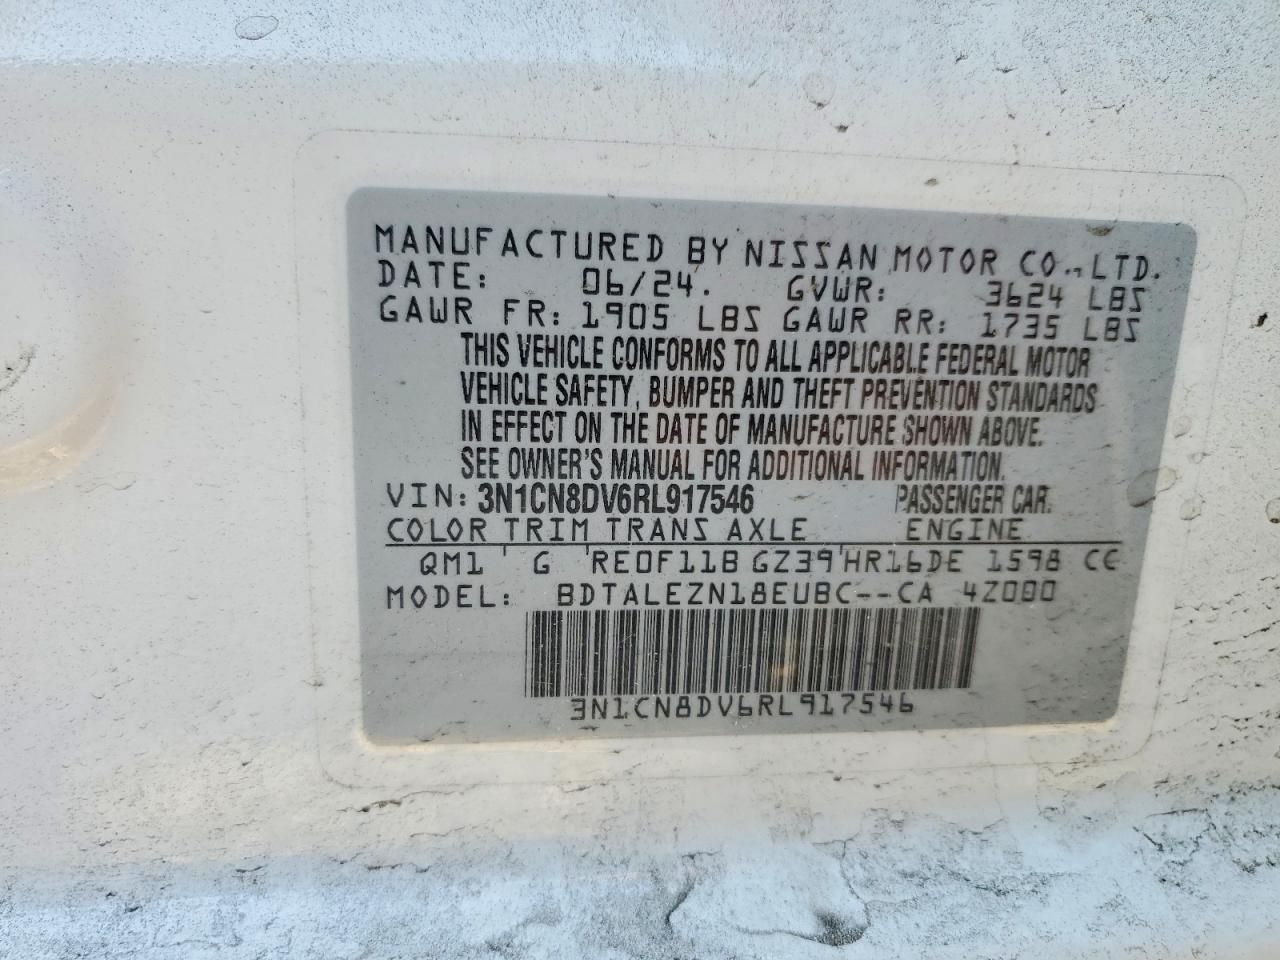 MANUFACTURED BY NISSAN MOTOR CO., LTD.
DATE: 06/24. GVWR: 3624 LBS
GAWR FR: 1905 LBS GAWR RR: 1735 LBS
THIS VEHICLE CONFORMS TO ALL APPLICABLE FEDERAL MOTOR
VEHICLE SAFETY, BUMPER AND THEFT PREVENTION STANDARDS
IN EFFECT ON THE DATE OF MANUFACTURE SHOWN ABOVE.
SEE OWNER'S MANUAL FOR ADDITIONAL INFORMATION.
VIN: 3N1CN8DV6RL917546 PASSENGER CAR.
COLOR TRIM TRANS AXLE ENGINE
QM1 ' G 'RE0F11B GZ39'HR16DE 1598 CC
MODEL: BDTALEZN18EUBC--CA 4Z000
3N1CN8DV6RL917546